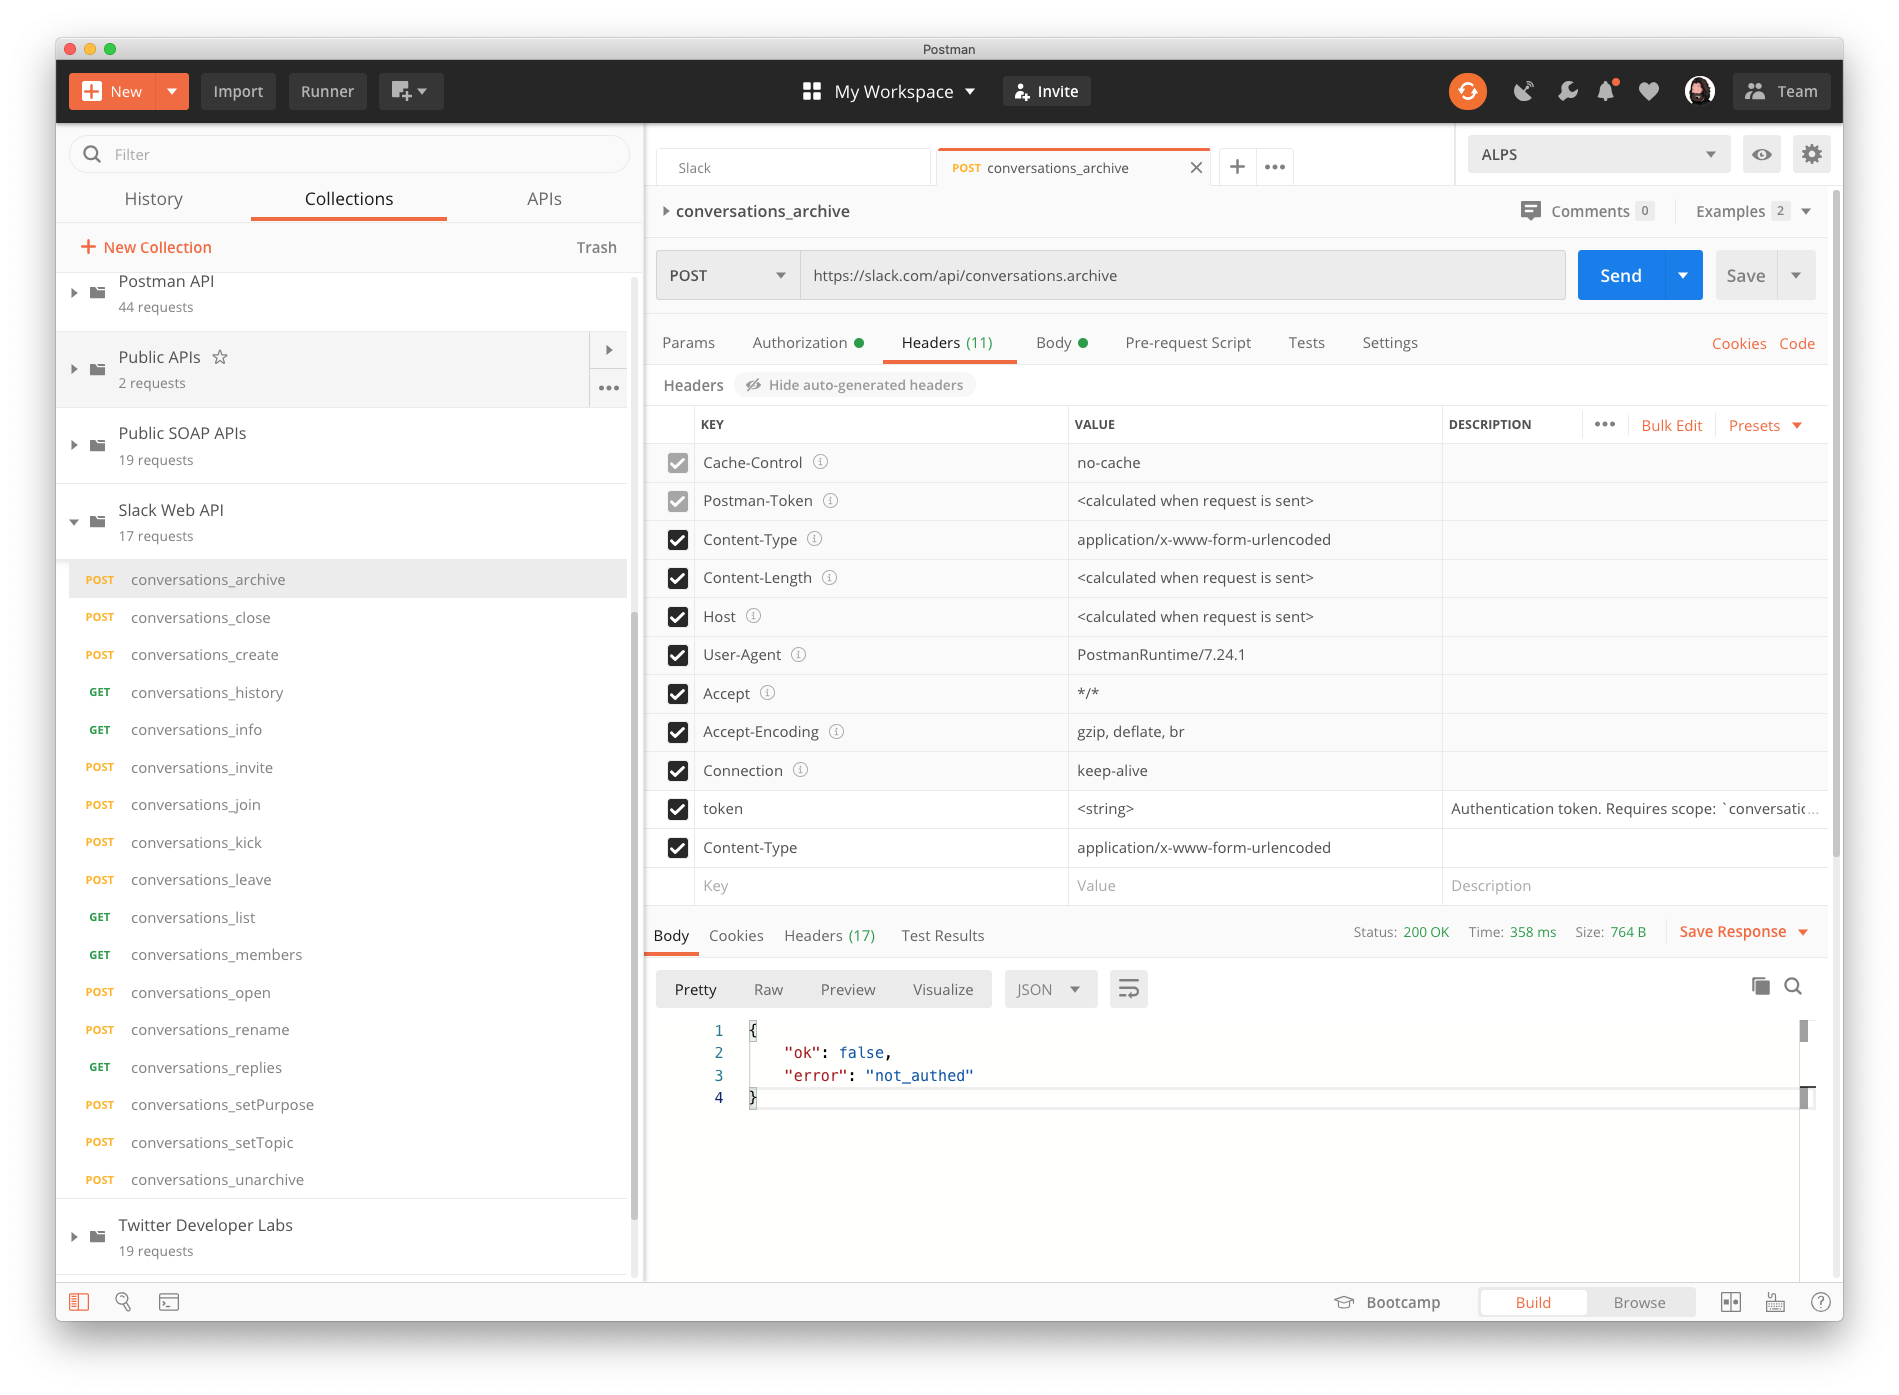 Postman
New
Import
Runner
My Workspace
Invite
Team
Filter
History
Collections
APIs
New Collection
Trash
Postman API
44 requests
Public APIs
2 requests
Public SOAP APIs
19 requests
Slack Web API
17 requests
POST conversations_archive
POST conversations_close
POST conversations_create
GET conversations_history
GET conversations_info
POST conversations_invite
POST conversations_join
POST conversations_kick
POST conversations_leave
GET conversations_list
GET conversations_members
POST conversations_open
POST conversations_rename
GET conversations_replies
POST conversations_setPurpose
POST conversations_setTopic
POST conversations_unarchive
Twitter Developer Labs
19 requests
Slack
POST conversations_archive
ALPS
conversations_archive
Comments 0
Examples 2
POST https://slack.com/api/conversations.archive
Send
Save
Params Authorization Headers (11) Body Pre-request Script Tests Settings
Cookies Code
Headers Hide auto-generated headers
KEY VALUE DESCRIPTION ••• Bulk Edit Presets
Cache-Control no-cache
Postman-Token <calculated when request is sent>
Content-Type application/x-www-form-urlencoded
Content-Length <calculated when request is sent>
Host <calculated when request is sent>
User-Agent PostmanRuntime/7.24.1
Accept */*
Accept-Encoding gzip, deflate, br
Connection keep-alive
token <string> Authentication token. Requires scope: `conversatic...
Content-Type application/x-www-form-urlencoded
Key Value Description
Body Cookies Headers (17) Test Results
Status: 200 OK Time: 358 ms Size: 764 B Save Response
Pretty Raw Preview Visualize JSON
1 {
2 "ok": false,
3 "error": "not_authed"
4 }
Bootcamp
Build
Browse